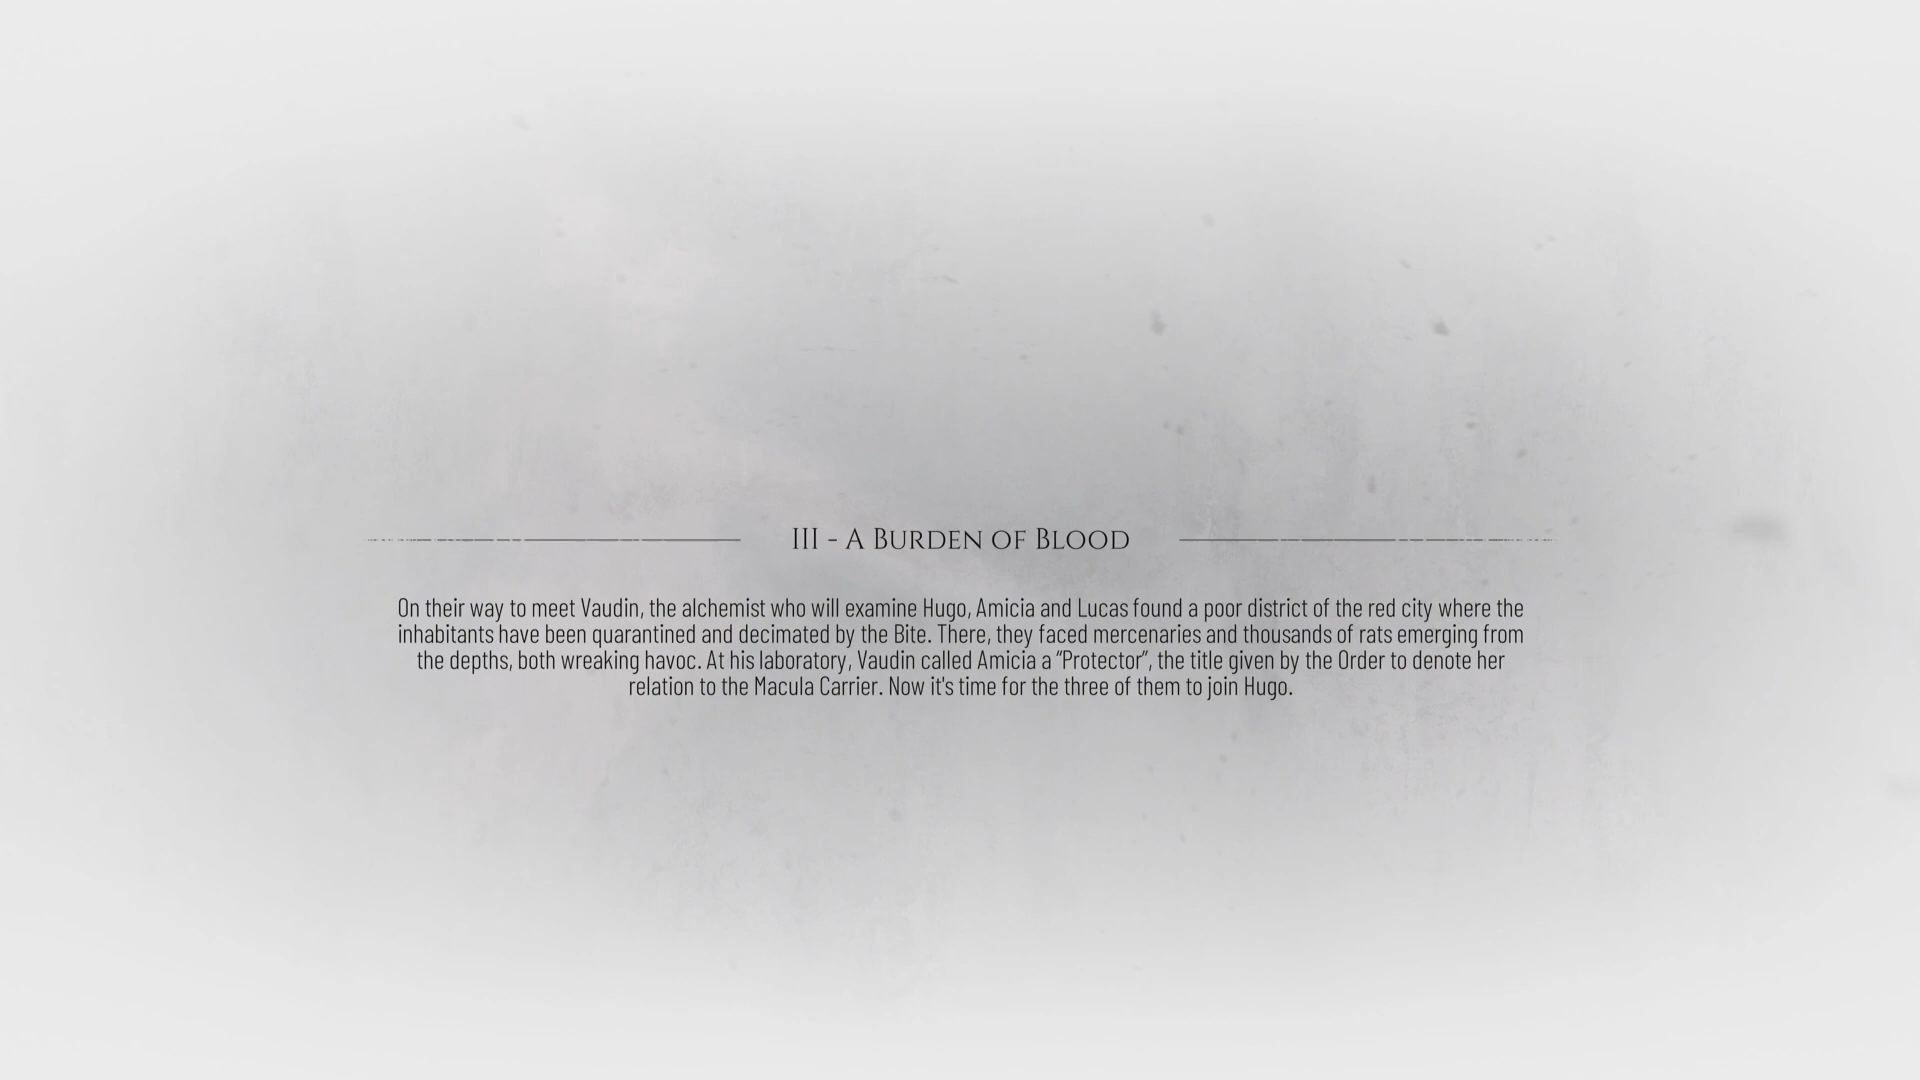 III - A Burden of Blood
On their way to meet Vaudin, the alchemist who will examine Hugo, Amicia and Lucas found a poor district of the red city where the
inhabitants have been quarantined and decimated by the Bite. There, they faced mercenaries and thousands of rats emerging from
the depths, both wreaking havoc. At his laboratory, Vaudin called Amicia a “Protector”, the title given by the Order to denote her
relation to the Macula Carrier. Now it's time for the three of them to join Hugo.